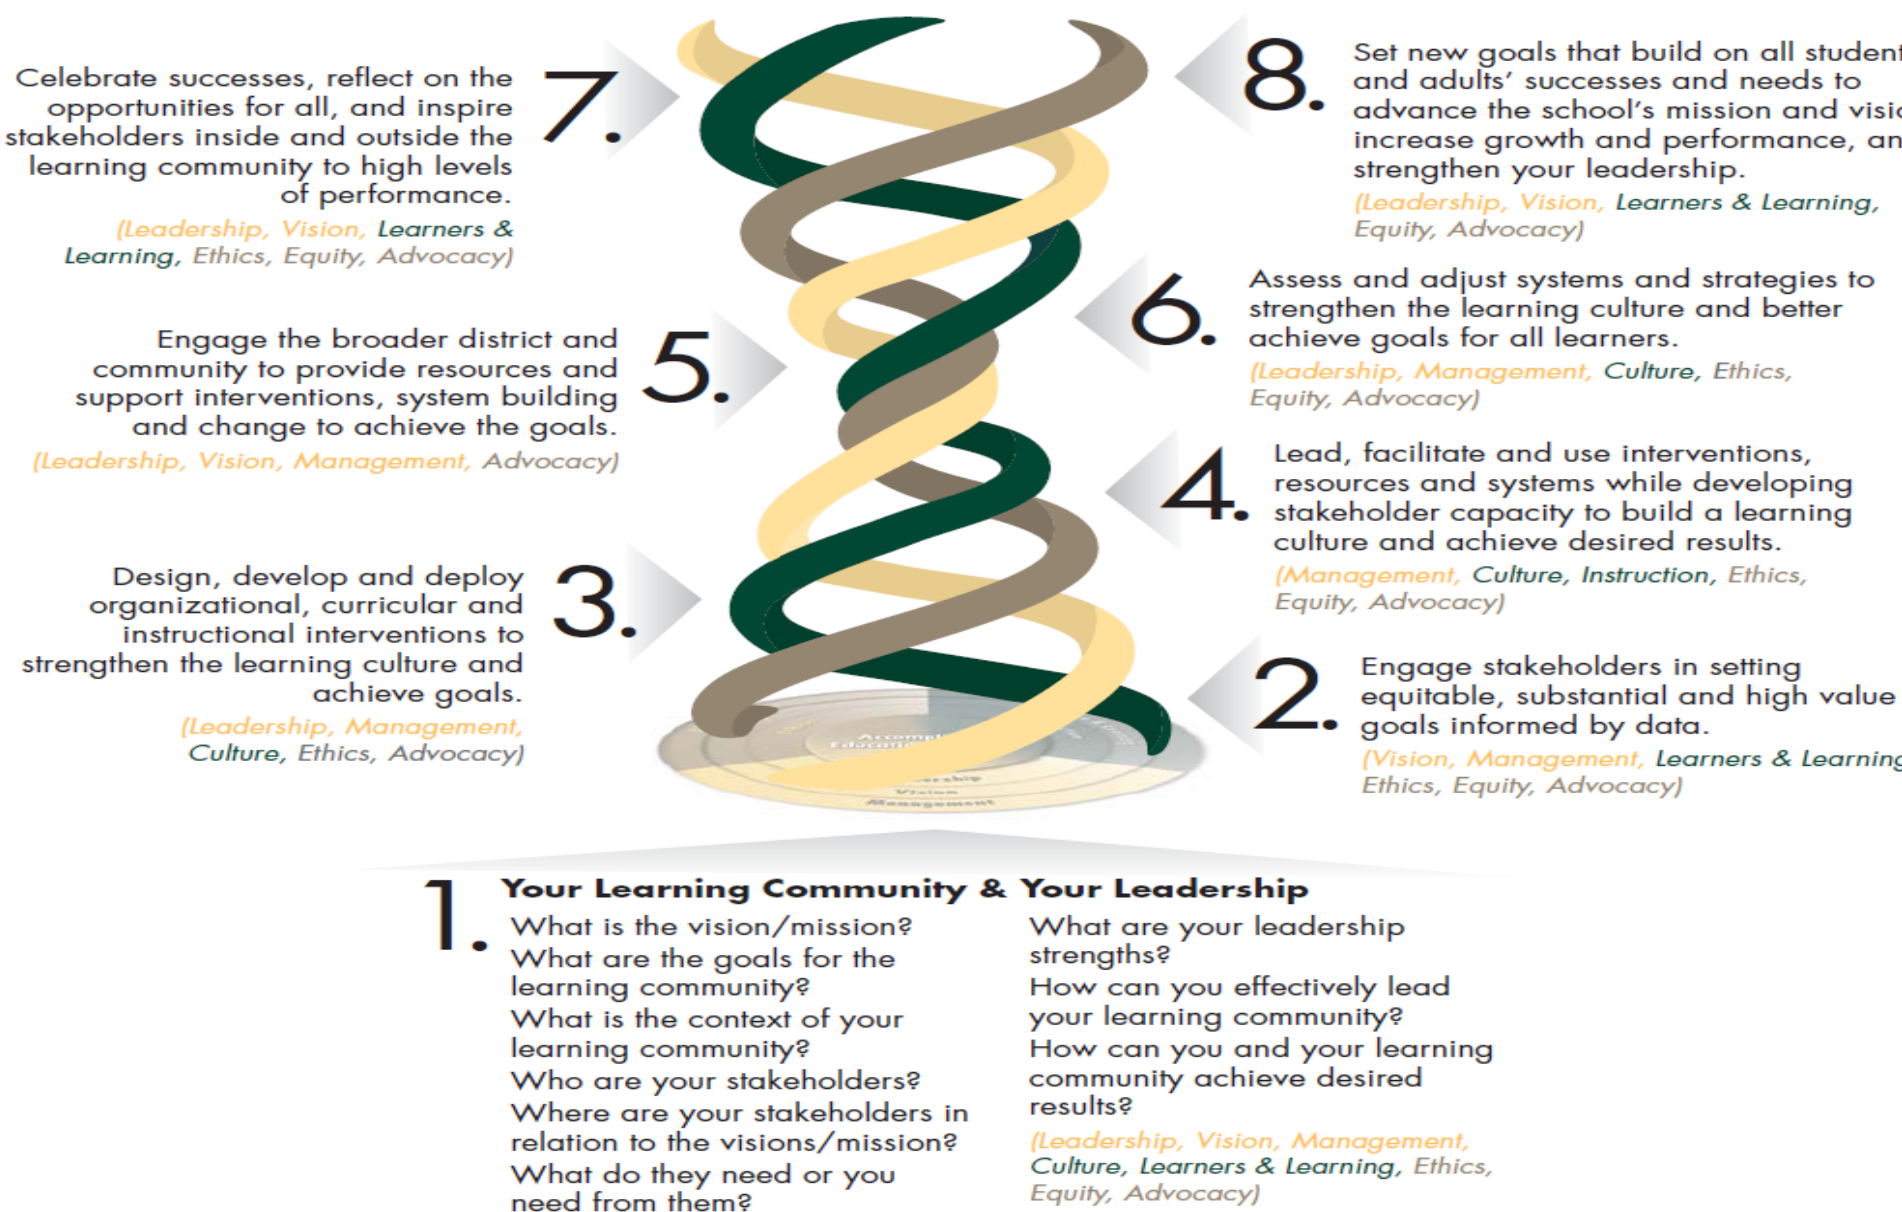 7.
Celebrate successes, reflect on the
opportunities for all, and inspire
stakeholders inside and outside the
learning community to high levels
of performance.
(Leadership, Vision, Learners &
Learning, Ethics, Equity, Advocacy)
8.
Set new goals that build on all student
and adults’ successes and needs to
advance the school’s mission and visio
increase growth and performance, an
strengthen your leadership.
(Leadership, Vision, Learners & Learning,
Equity, Advocacy)
6.
Assess and adjust systems and strategies to
strengthen the learning culture and better
achieve goals for all learners.
(Leadership, Management, Culture, Ethics,
Equity, Advocacy)
5.
Engage the broader district and
community to provide resources and
support interventions, system building
and change to achieve the goals.
(Leadership, Vision, Management, Advocacy)
4.
Lead, facilitate and use interventions,
resources and systems while developing
stakeholder capacity to build a learning
culture and achieve desired results.
(Management, Culture, Instruction, Ethics,
Equity, Advocacy)
3.
Design, develop and deploy
organizational, curricular and
instructional interventions to
strengthen the learning culture and
achieve goals.
(Leadership, Management,
Culture, Ethics, Advocacy)
2.
Engage stakeholders in setting
equitable, substantial and high value
goals informed by data.
(Vision, Management, Learners & Learning
Ethics, Equity, Advocacy)
Vision
Management
1.
Your Learning Community & Your Leadership
What is the vision/mission?
What are the goals for the
learning community?
What is the context of your
learning community?
Who are your stakeholders?
Where are your stakeholders in
relation to the visions/mission?
What do they need or you
need from them?
What are your leadership
strengths?
How can you effectively lead
your learning community?
How can you and your learning
community achieve desired
results?
(Leadership, Vision, Management,
Culture, Learners & Learning, Ethics,
Equity, Advocacy)